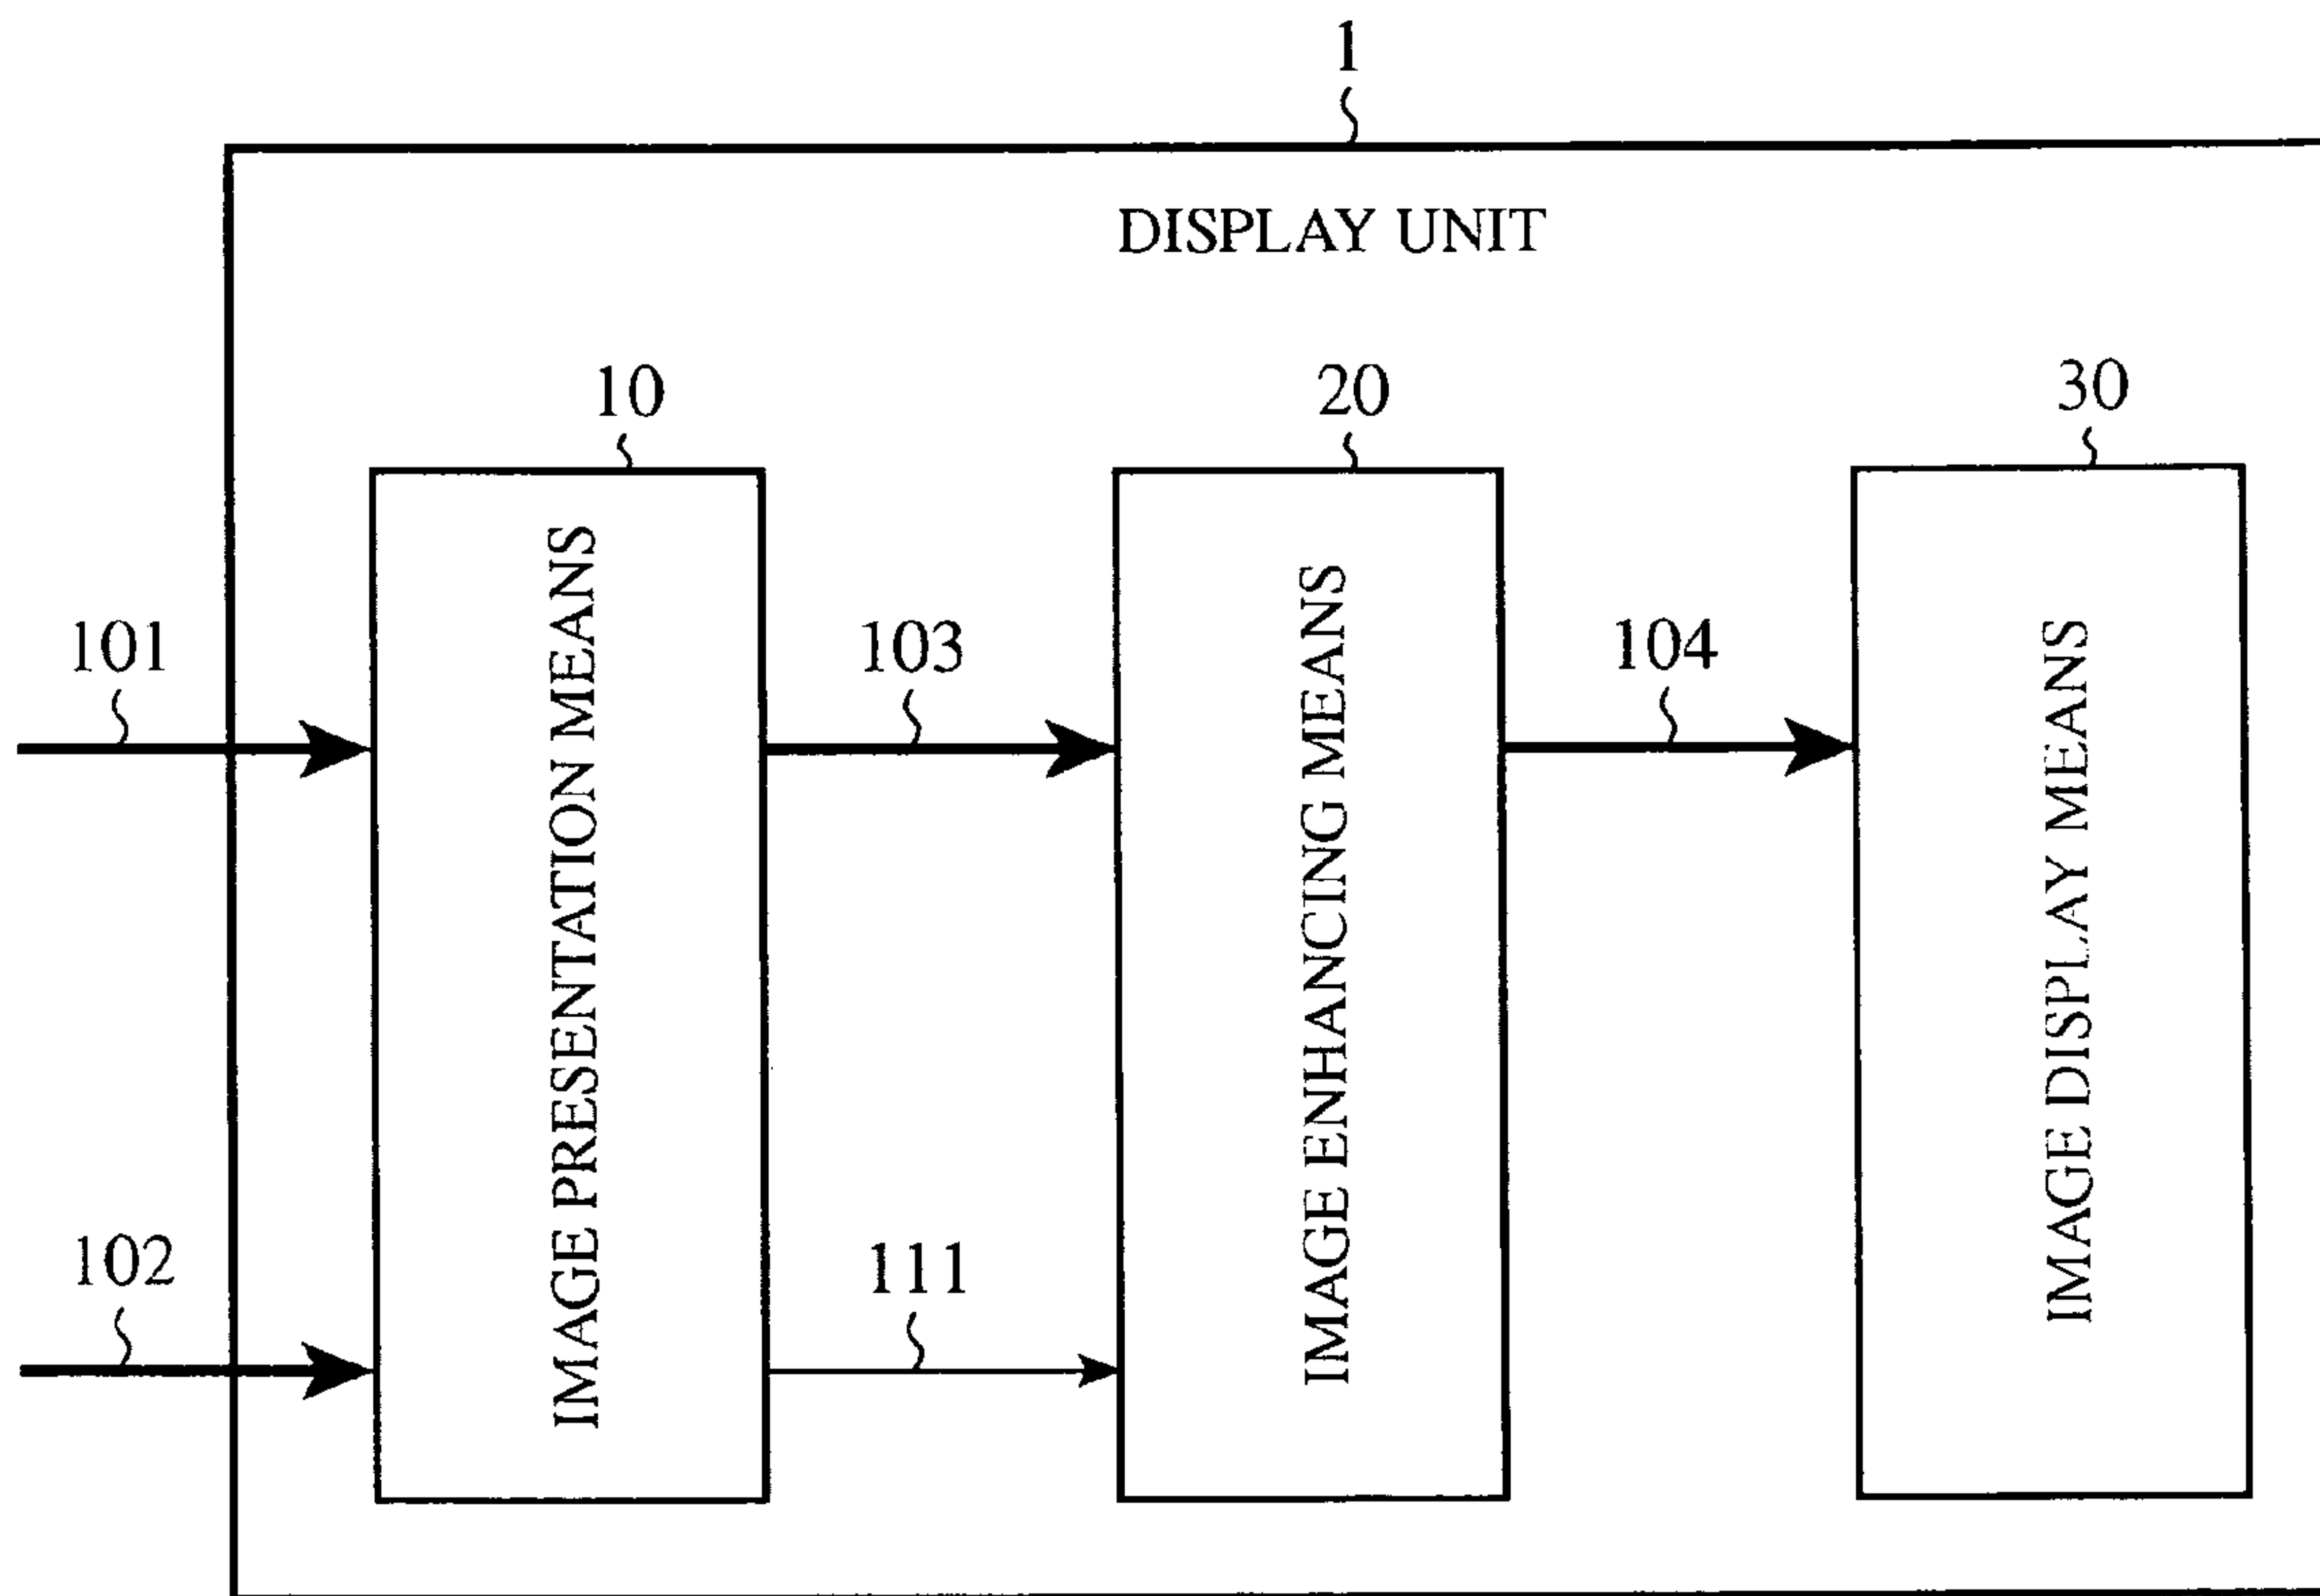 1
DISPLAY UNIT
10
20
30
IMAGE PRESENTATION MEANS
IMAGE ENHANCING MEANS
IMAGE DISPLAY MEANS
101
103
104
102
111